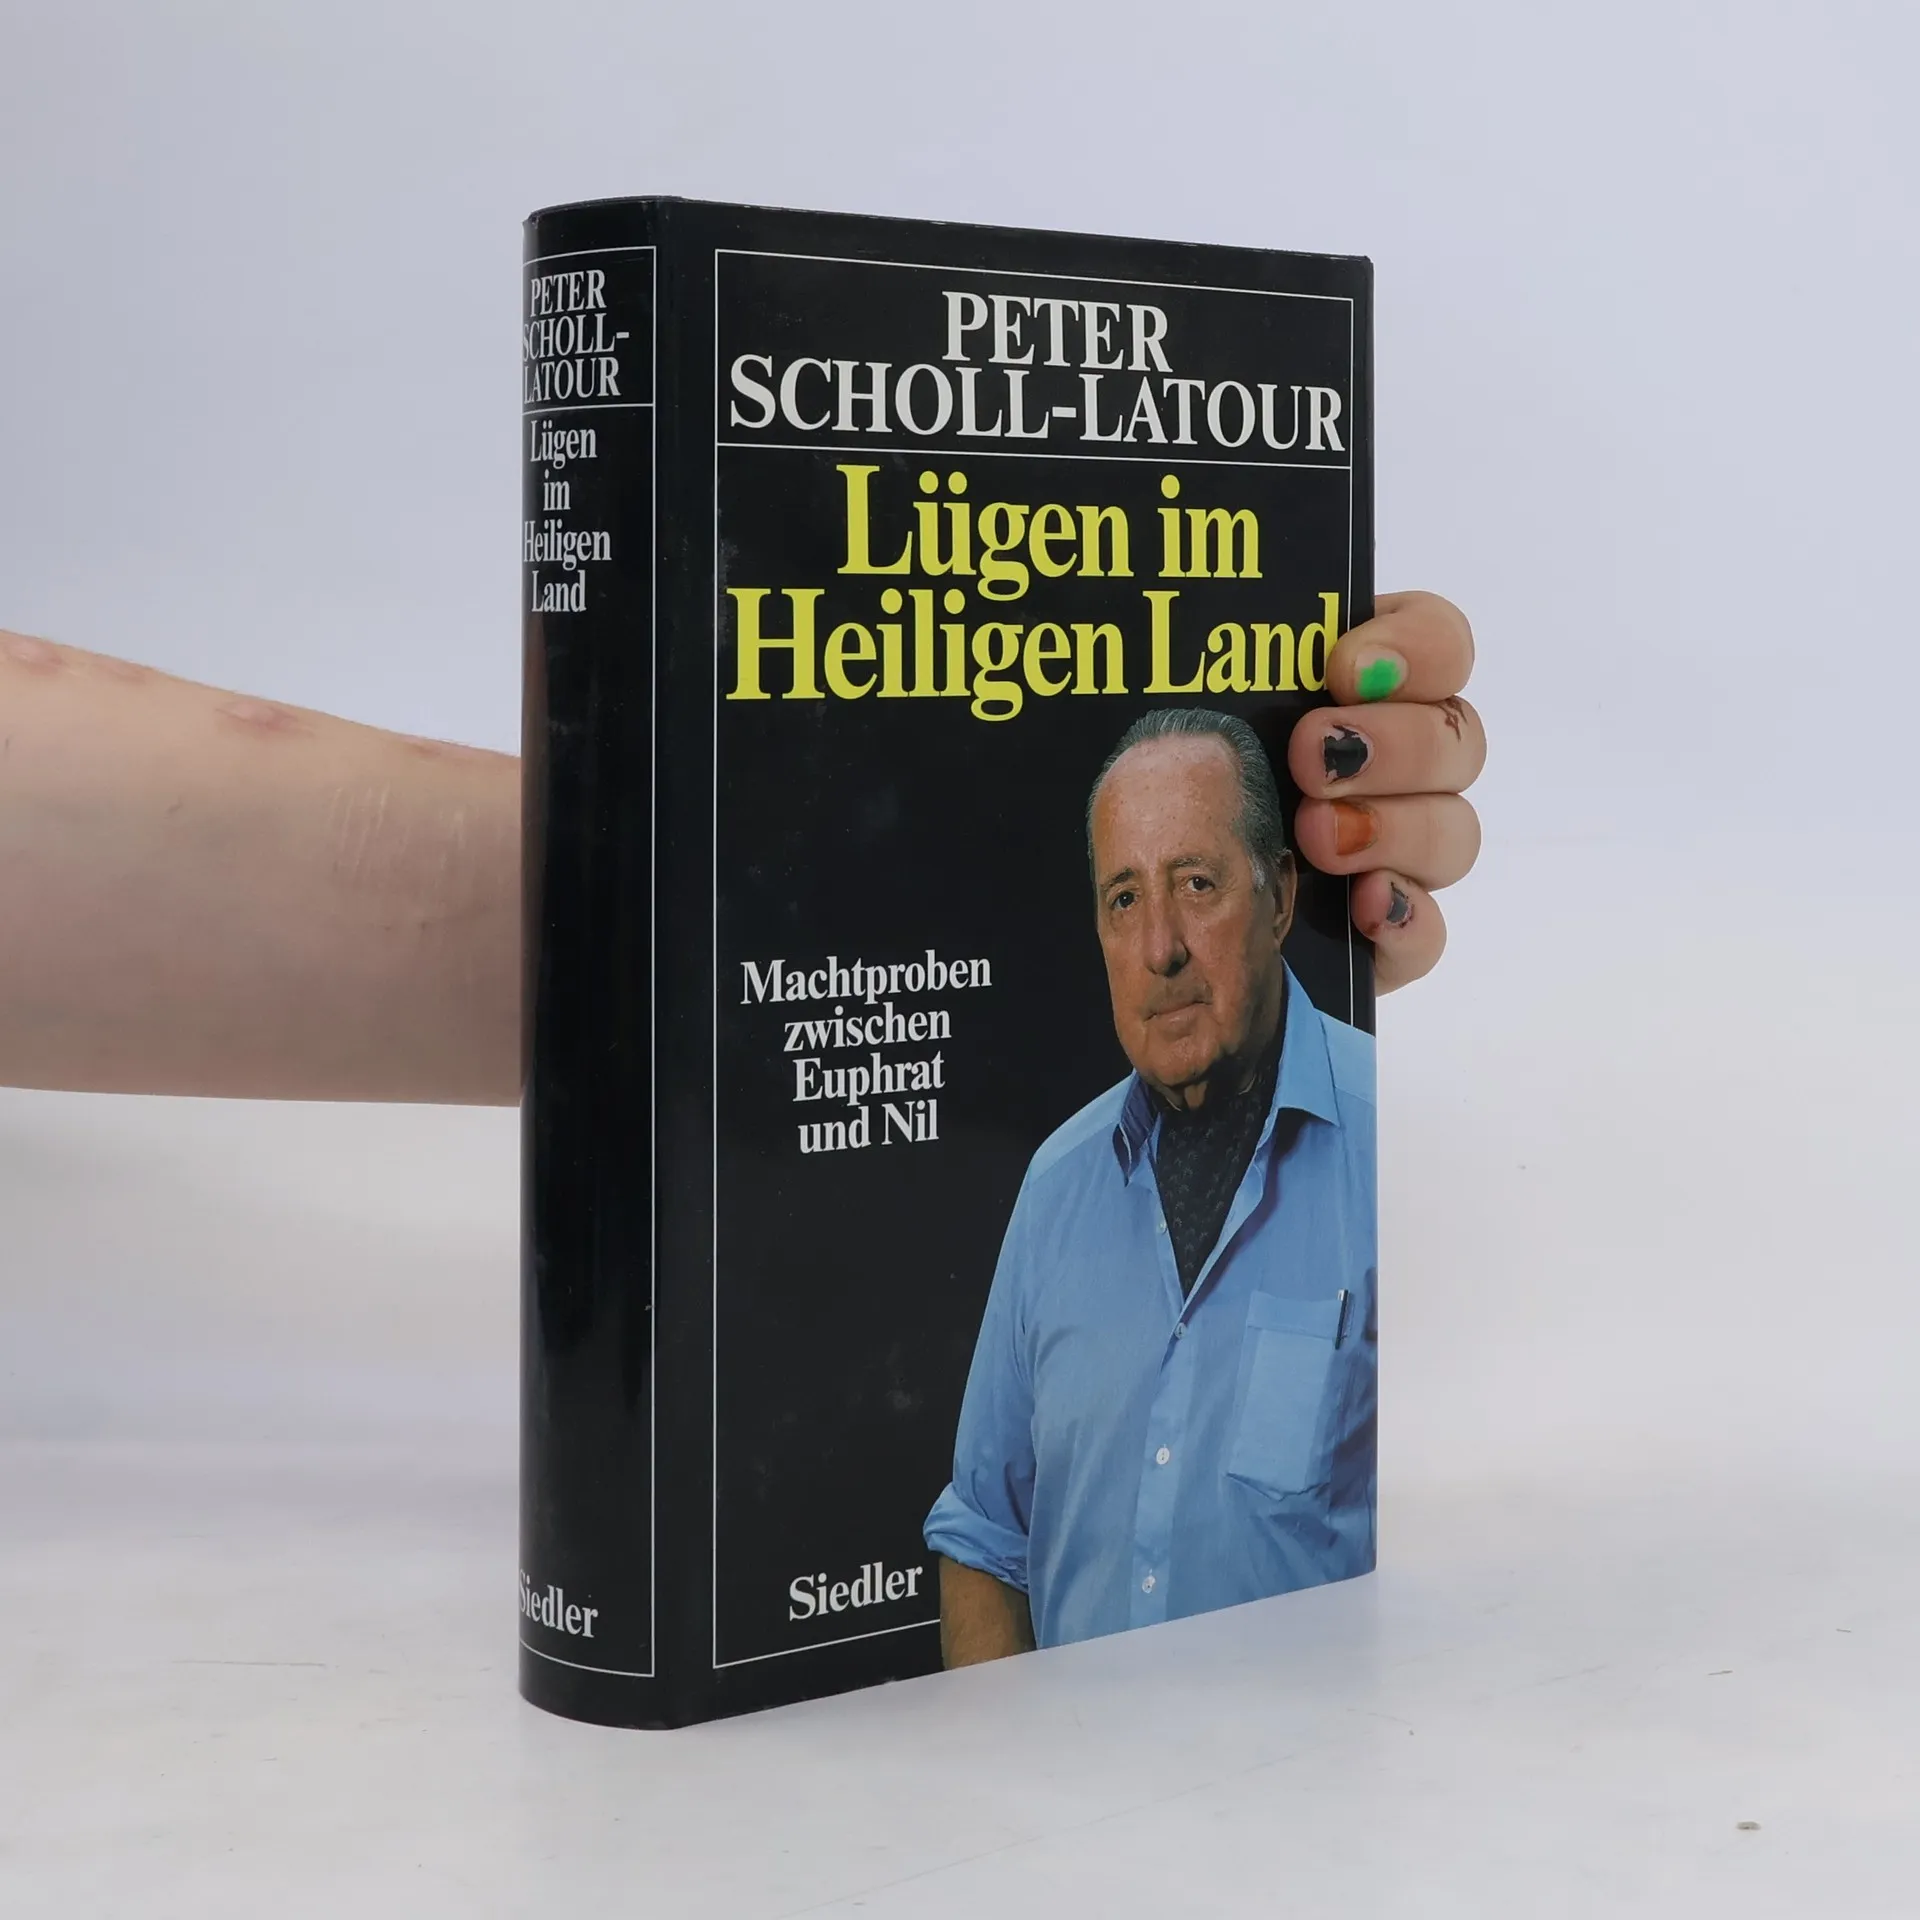 PETER
SCHOLL-
LATOUR
Lügen
im
Heiligen
Land
Siedler
PETER
SCHOLL-LATOUR
Lügen im
Heiligen Land
Machtproben
zwischen
Euphrat
und Nil
Siedler